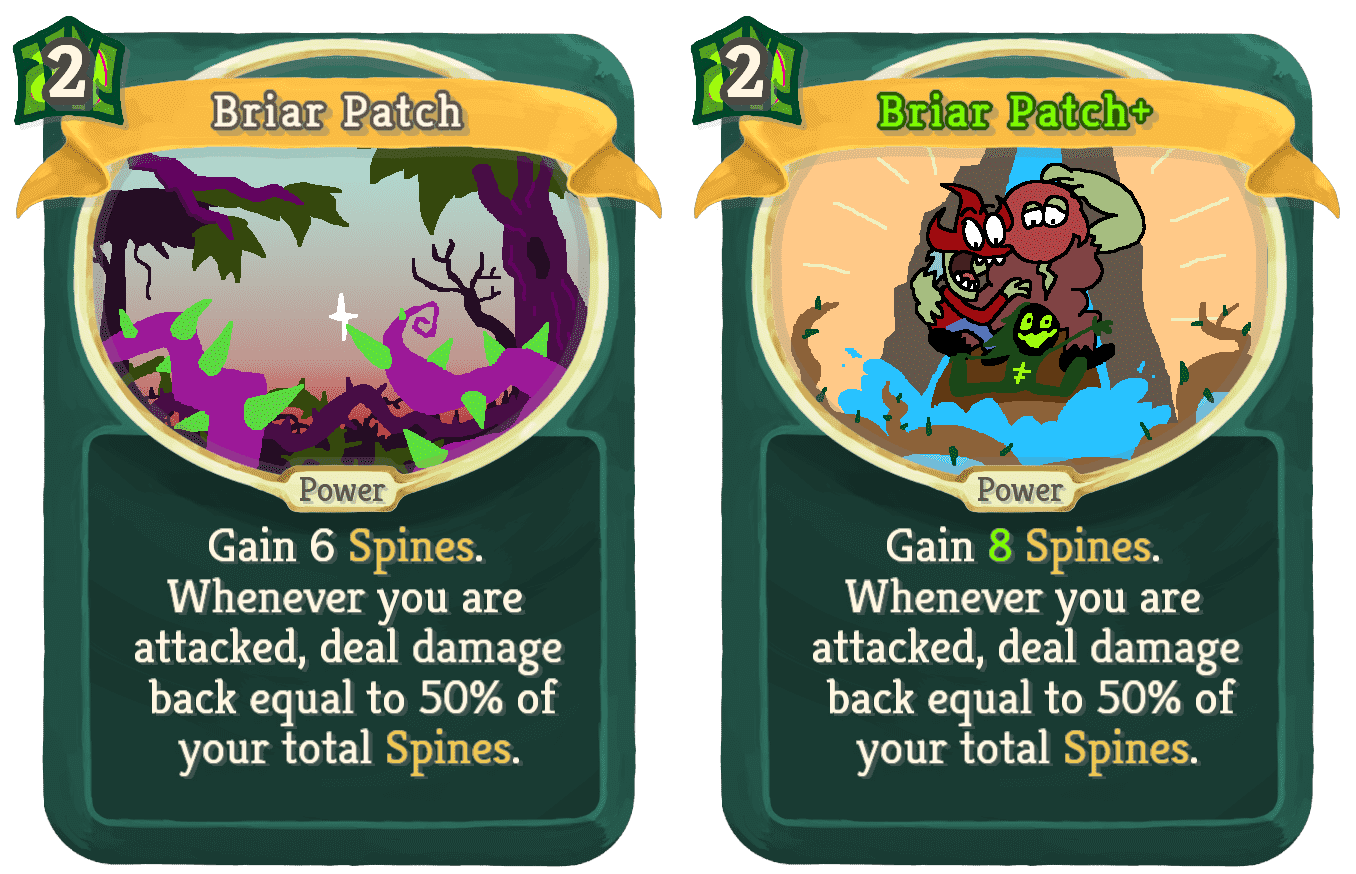 2
Briar Patch
Power
Gain 6 Spines.
Whenever you are
attacked, deal damage
back equal to 50% of
your total Spines.
2
Briar Patch+
Power
Gain 8 Spines.
Whenever you are
attacked, deal damage
back equal to 50% of
your total Spines.